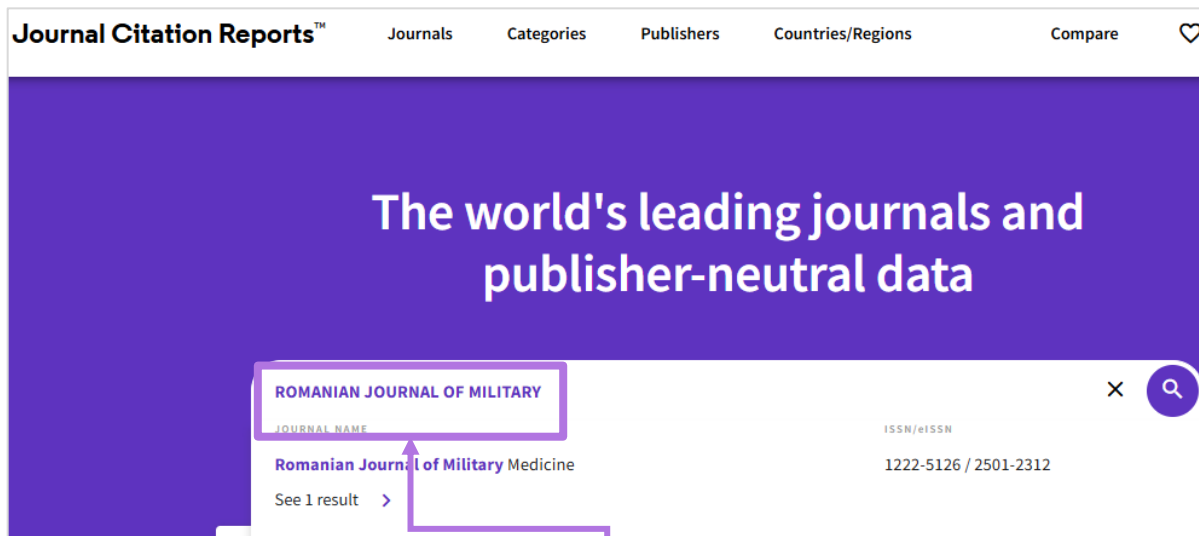 Journal Citation Reports™ Journals Categories Publishers Countries/Regions Compare
The world's leading journals and
publisher-neutral data
ROMANIAN JOURNAL OF MILITARY
JOURNAL NAME ISSN/eISSN
Romanian Journal of Military Medicine 1222-5126 / 2501-2312
See 1 result